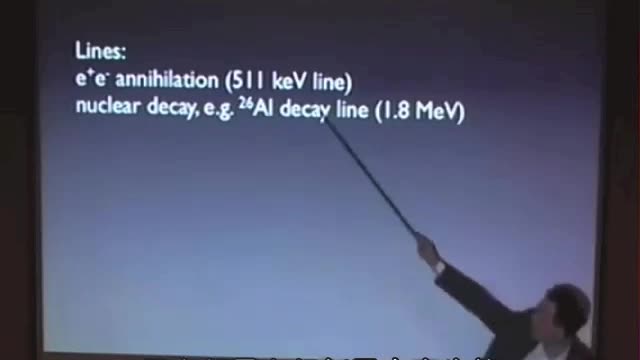 Lines:
e⁺e⁻ annihilation (511 keV line)
nuclear decay, e.g. ²⁶Al decay line (1.8 MeV)